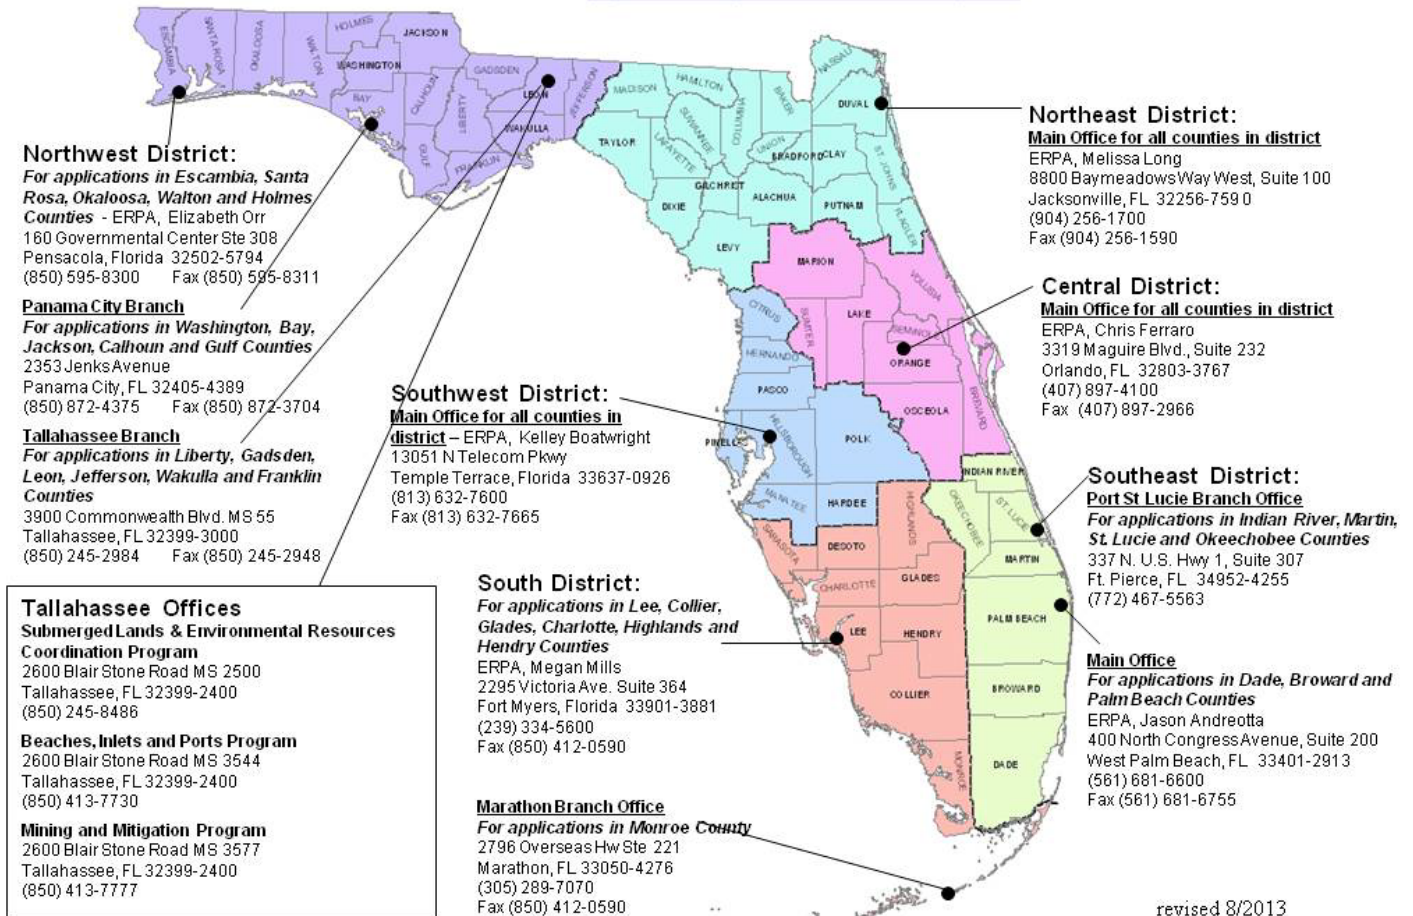 Northwest District:
For applications in Escambia, Santa
Rosa, Okaloosa, Walton and Holmes
Counties - ERPA, Elizabeth Orr
160 Governmental Center Ste 308
Pensacola, Florida 32502-5794
(850) 595-8300 Fax (850) 595-8311
Panama City Branch
For applications in Washington, Bay,
Jackson, Calhoun and Gulf Counties
2353 Jenks Avenue
Panama City, FL 32405-4389
(850) 872-4375 Fax (850) 872-3704
Tallahassee Branch
For applications in Liberty, Gadsden,
Leon, Jefferson, Wakulla and Franklin
Counties
3900 Commonwealth Blvd. MS 55
Tallahassee, FL 32399-3000
(850) 245-2984 Fax (850) 245-2948
Tallahassee Offices
Submerged Lands & Environmental Resources
Coordination Program
2600 Blair Stone Road MS 2500
Tallahassee, FL 32399-2400
(850) 245-8486
Beaches, Inlets and Ports Program
2600 Blair Stone Road MS 3544
Tallahassee, FL 32399-2400
(850) 413-7730
Mining and Mitigation Program
2600 Blair Stone Road MS 3577
Tallahassee, FL 32399-2400
(850) 413-7777
Southwest District:
Main Office for all counties in
district – ERPA, Kelley Boatwright
13051 N Telecom Pkwy
Temple Terrace, Florida 33637-0926
(813) 632-7600
Fax (813) 632-7665
South District:
For applications in Lee, Collier,
Glades, Charlotte, Highlands and
Hendry Counties
ERPA, Megan Mills
2295 Victoria Ave. Suite 364
Fort Myers, Florida 33901-3881
(239) 334-5600
Fax (850) 412-0590
Marathon Branch Office
For applications in Monroe County
2796 Overseas Hw Ste 221
Marathon, FL 33050-4276
(305) 289-7070
Fax (850) 412-0590
Northeast District:
Main Office for all counties in district
ERPA, Melissa Long
8800 Baymeadows Way West, Suite 100
Jacksonville, FL 32256-7590
(904) 256-1700
Fax (904) 256-1590
Central District:
Main Office for all counties in district
ERPA, Chris Ferraro
3319 Maguire Blvd., Suite 232
Orlando, FL 32803-3767
(407) 897-4100
Fax (407) 897-2966
Southeast District:
Port St Lucie Branch Office
For applications in Indian River, Martin,
St. Lucie and Okeechobee Counties
337 N. U.S. Hwy 1, Suite 307
Ft. Pierce, FL 34952-4255
(772) 467-5563
Main Office
For applications in Dade, Broward and
Palm Beach Counties
ERPA, Jason Andreotta
400 North Congress Avenue, Suite 200
West Palm Beach, FL 33401-2913
(561) 681-6600
Fax (561) 681-6755
revised 8/2013
ESCAMBIA
SANTA ROSA
OKALOOSA
WALTON
HOLMES
JACKSON
WASHINGTON
BAY
CALHOUN
GULF
LIBERTY
GADSDEN
LEON
WAKULLA
FRANKLIN
JEFFERSON
MADISON
TAYLOR
HAMILTON
SUWANNEE
LAFAYETTE
DIXIE
COLUMBIA
GILCHRIST
LEVY
BAKER
UNION
BRADFORD
ALACHUA
NASSAU
DUVAL
CLAY
ST. JOHNS
PUTNAM
FLAGLER
MARION
VOLUSIA
CITRUS
SUMTER
LAKE
SEMINOLE
HERNANDO
ORANGE
PASCO
OSCEOLA
BREVARD
PINELLAS
HILLSBOROUGH
POLK
INDIAN RIVER
MANATEE
HARDEE
HIGHLANDS
OKEECHOBEE
ST. LUCIE
SARASOTA
DESOTO
MARTIN
CHARLOTTE
GLADES
LEE
HENDRY
PALM BEACH
COLLIER
BROWARD
MONROE
DADE